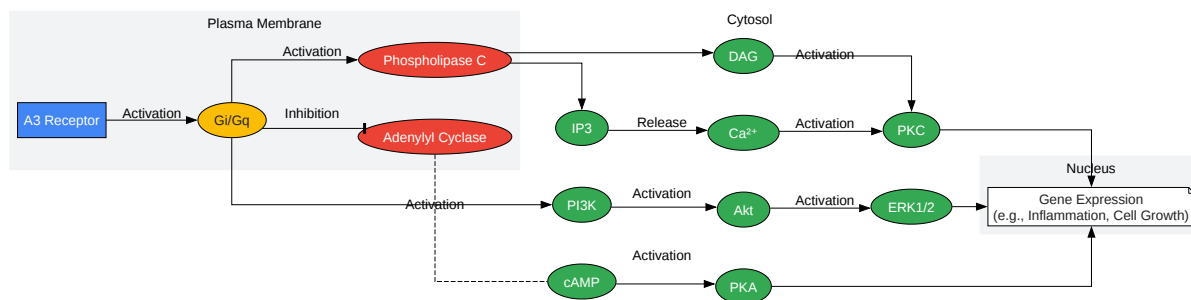 Plasma Membrane
Cytosol
Activation
Phospholipase C
DAG
Activation
A3 Receptor
Activation
Gi/Gq
Inhibition
Adenylyl Cyclase
IP3
Release
Ca²⁺
Activation
PKC
Nucleus
Activation
PI3K
Activation
Akt
Activation
ERK1/2
Gene Expression
(e.g., Inflammation, Cell Growth)
cAMP
Activation
PKA